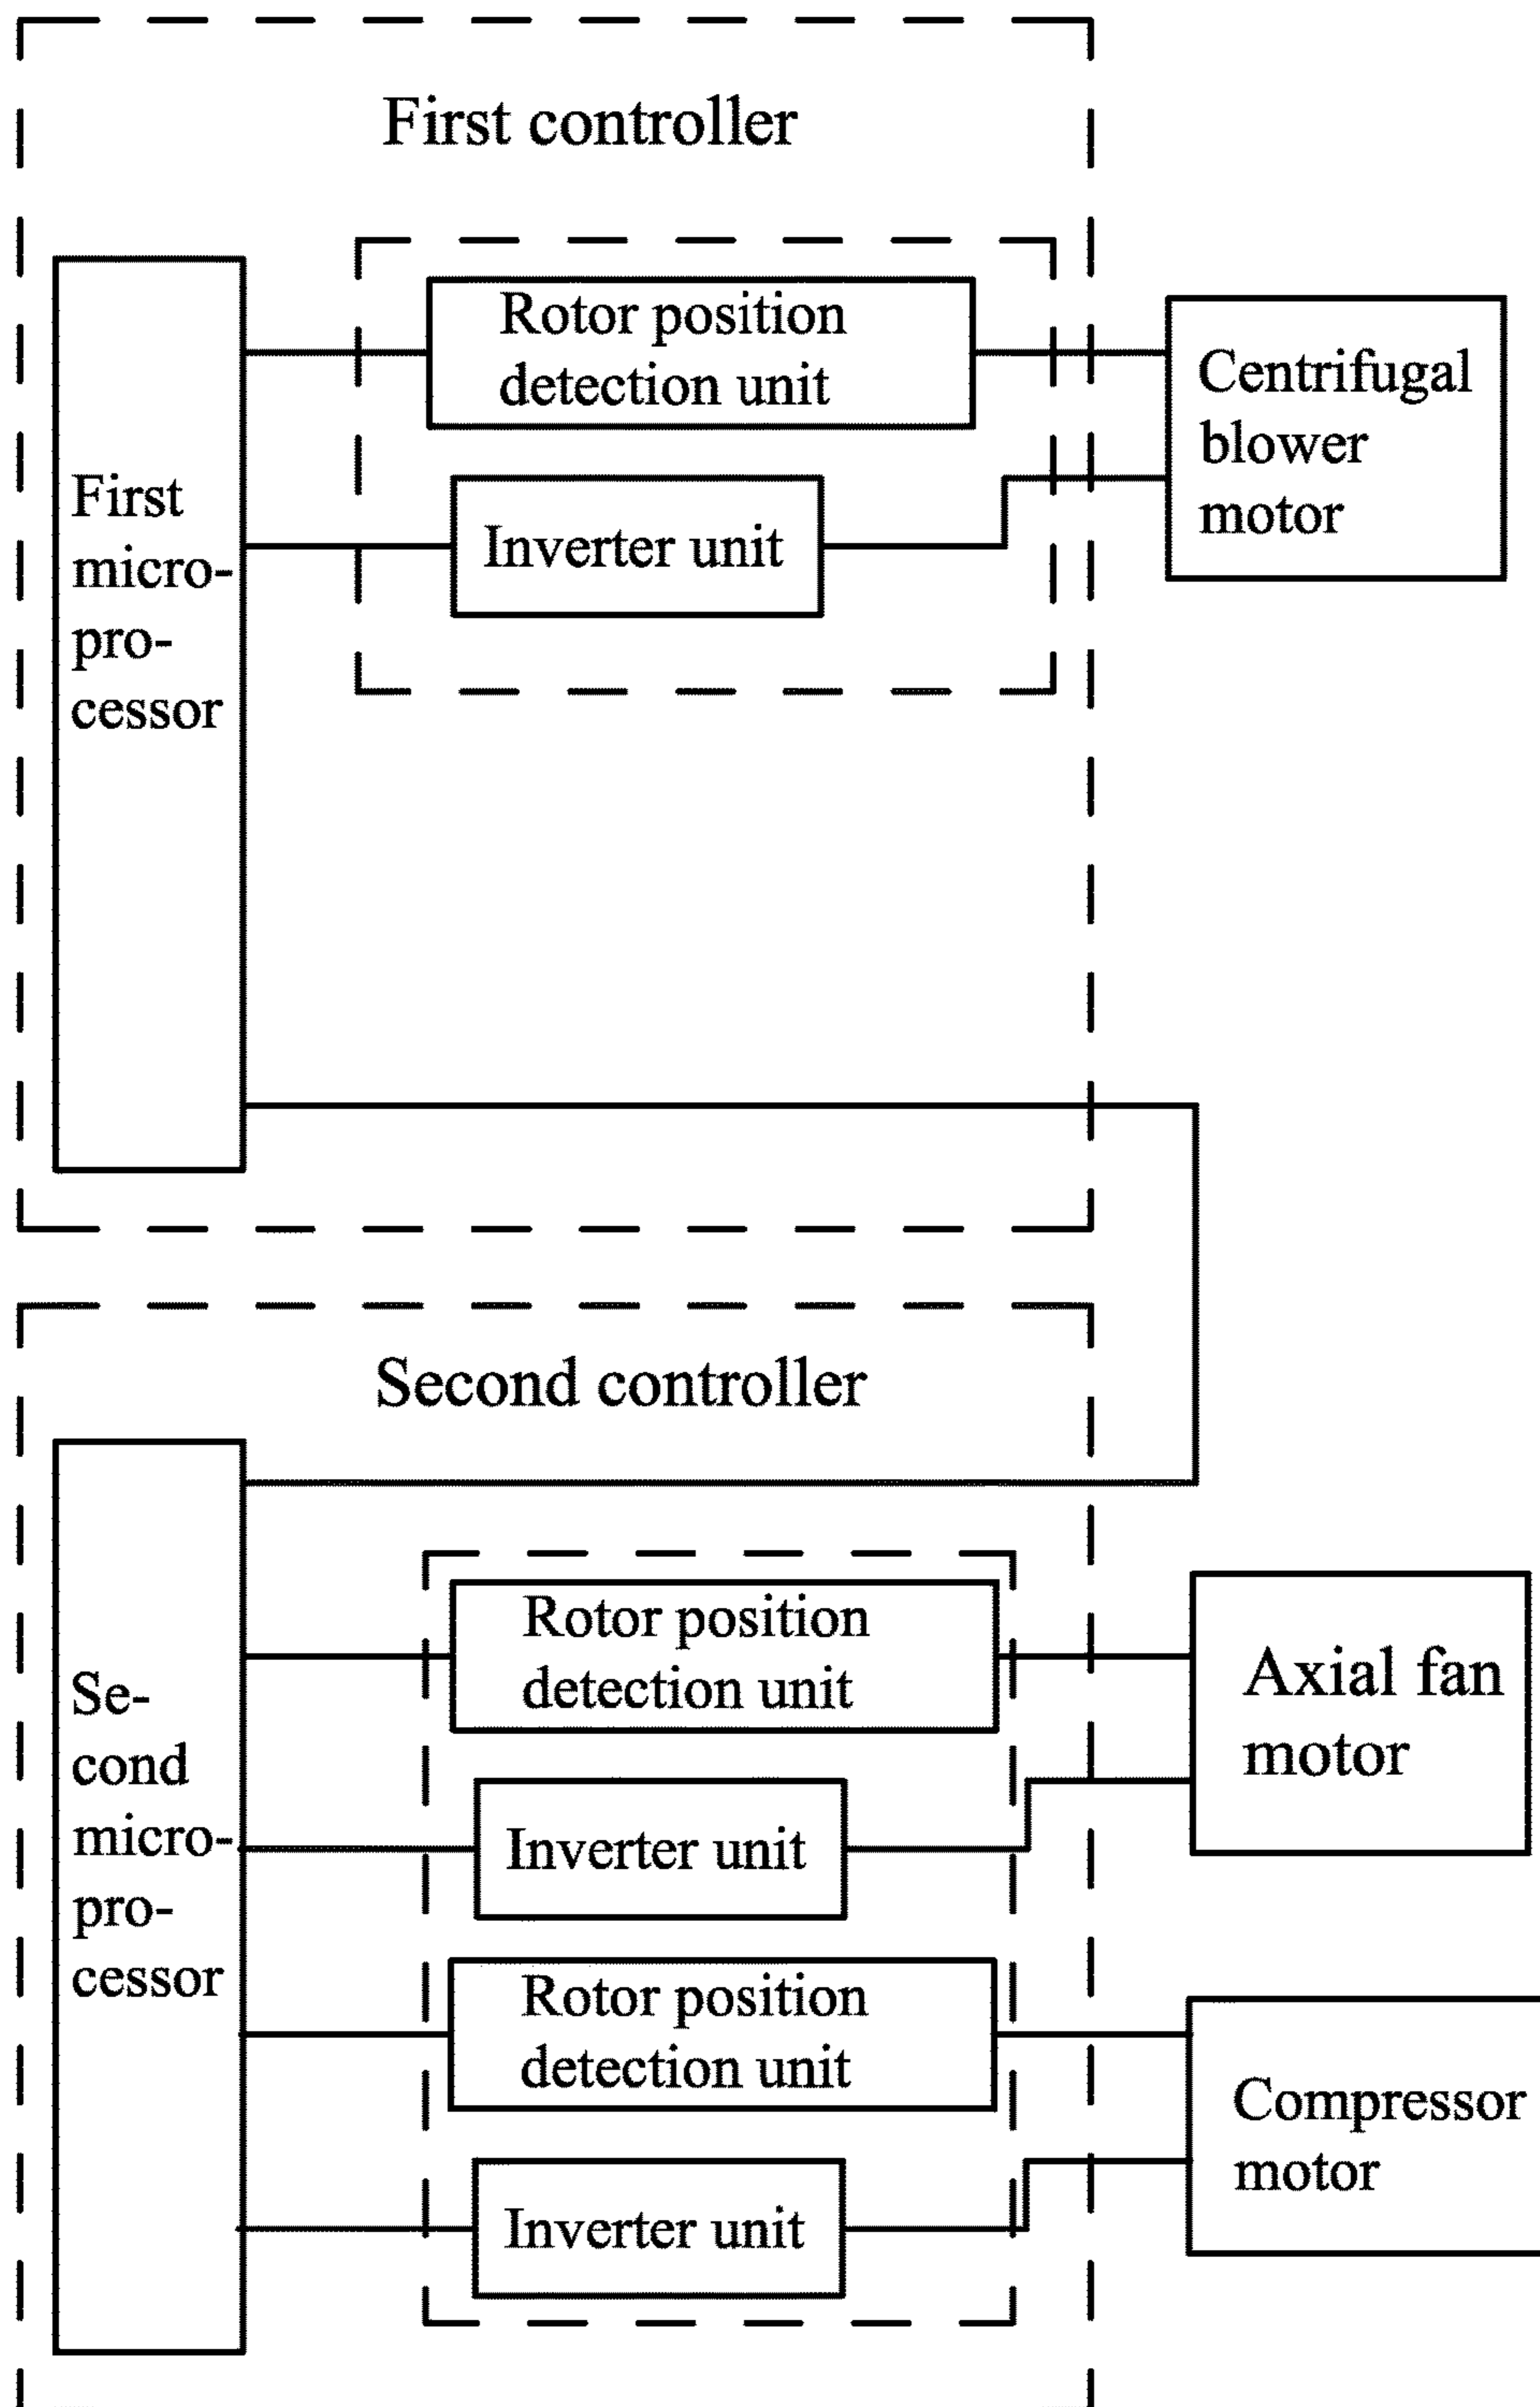 First controller
First
micro-
pro-
cessor
Rotor position
detection unit
Inverter unit
Centrifugal
blower
motor
Second controller
Se-
cond
micro-
pro-
cessor
Rotor position
detection unit
Inverter unit
Axial fan
motor
Rotor position
detection unit
Inverter unit
Compressor
motor